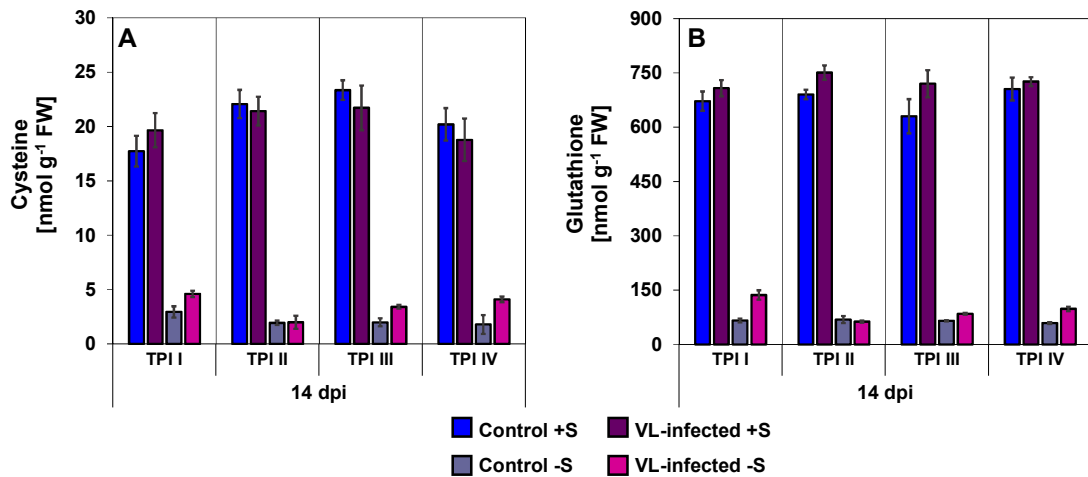 A
Cysteine
[nmol g⁻¹ FW]
30
25
20
15
10
5
0
TPI I TPI II TPI III TPI IV
14 dpi
B
Glutathione
[nmol g⁻¹ FW]
900
750
600
450
300
150
0
TPI I TPI II TPI III TPI IV
14 dpi
Control +S VL-infected +S
Control -S VL-infected -S